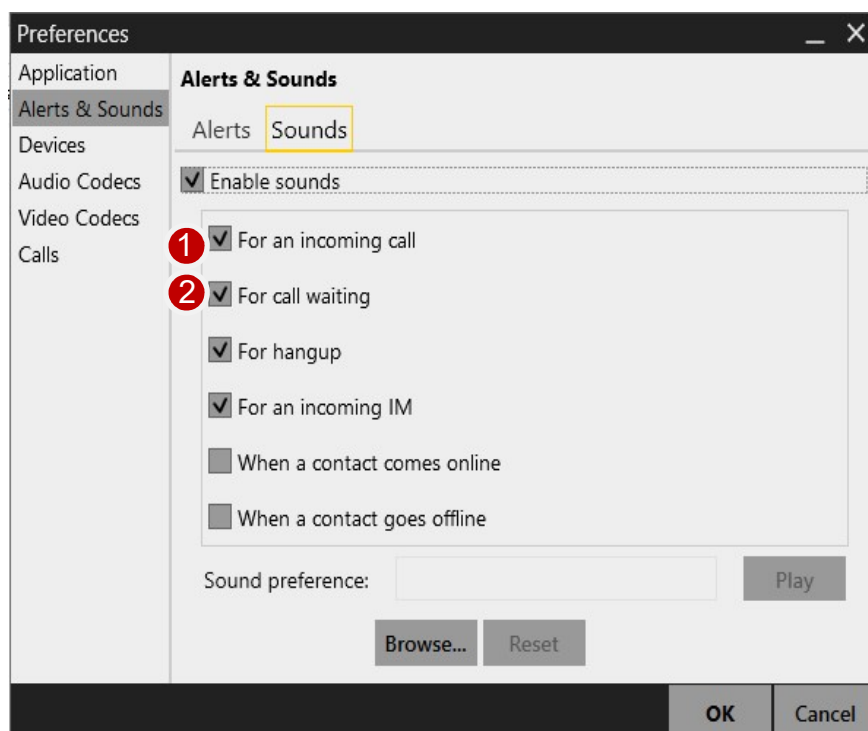 Preferences
Application
Alerts & Sounds
Devices
Audio Codecs
Video Codecs
Calls
Alerts & Sounds
Alerts Sounds
Enable sounds
1 For an incoming call
2 For call waiting
For hangup
For an incoming IM
When a contact comes online
When a contact goes offline
Sound preference: Play
Browse... Reset
OK Cancel